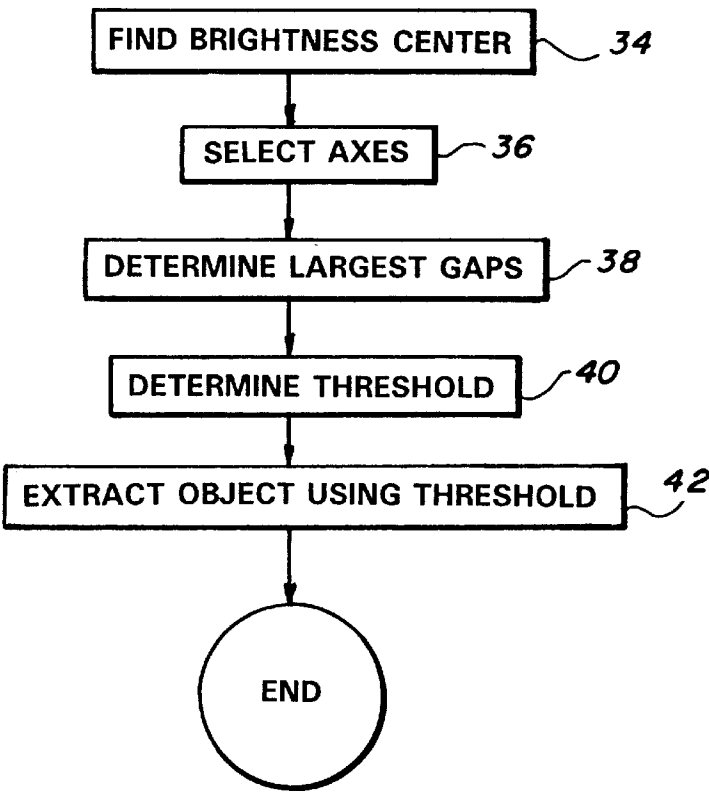 FIND BRIGHTNESS CENTER 34
SELECT AXES 36
DETERMINE LARGEST GAPS 38
DETERMINE THRESHOLD 40
EXTRACT OBJECT USING THRESHOLD 42
END